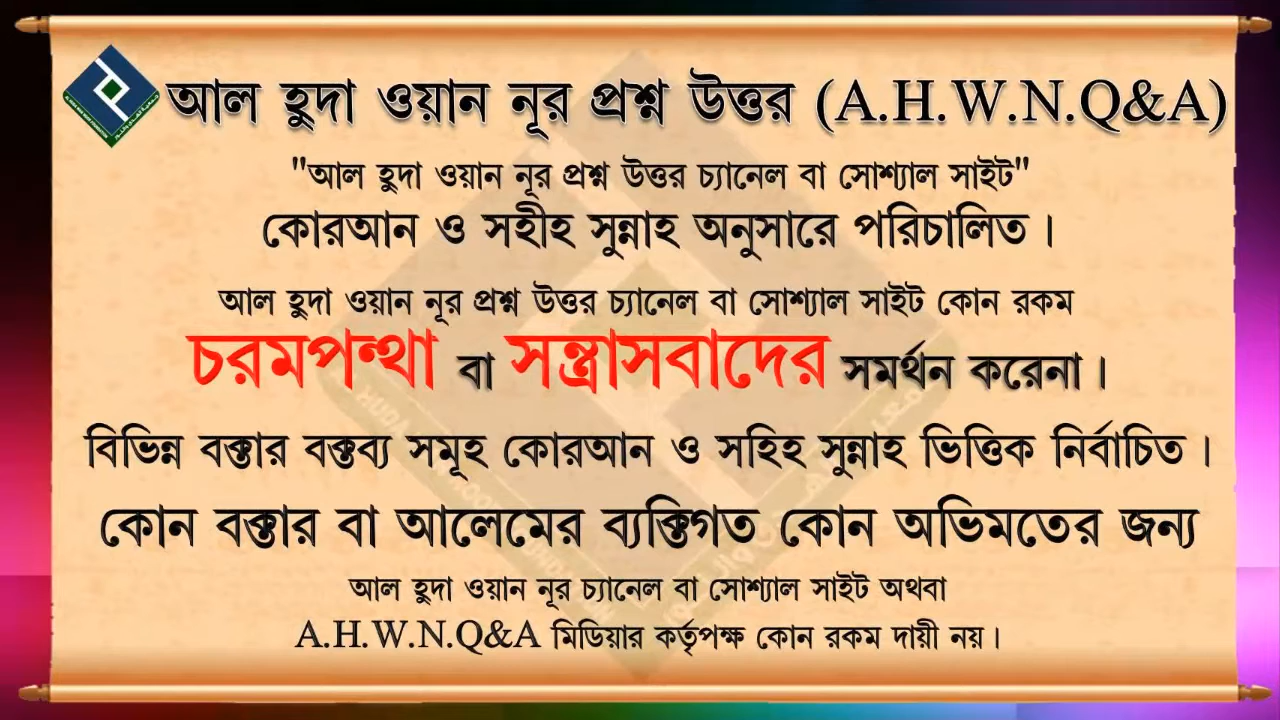 আল হুদা ওয়ান নূর প্রশ্ন উত্তর (A.H.W.N.Q&A)
"আল হুদা ওয়ান নূর প্রশ্ন উত্তর চ্যানেল বা সোশ্যাল সাইট"
কোরআন ও সহীহ সুন্নাহ অনুসারে পরিচালিত ।
আল হুদা ওয়ান নূর প্রশ্ন উত্তর চ্যানেল বা সোশ্যাল সাইট কোন রকম
চরমপন্থা বা সন্ত্রাসবাদের সমর্থন করেনা ।
বিভিন্ন বক্তার বক্তব্য সমূহ কোরআন ও সহিহ সুন্নাহ ভিত্তিক নির্বাচিত ।
কোন বক্তার বা আলেমের ব্যক্তিগত কোন অভিমতের জন্য
আল হুদা ওয়ান নূর চ্যানেল বা সোশ্যাল সাইট অথবা
A.H.W.N.Q&A মিডিয়ার কর্তৃপক্ষ কোন রকম দায়ী নয় ।